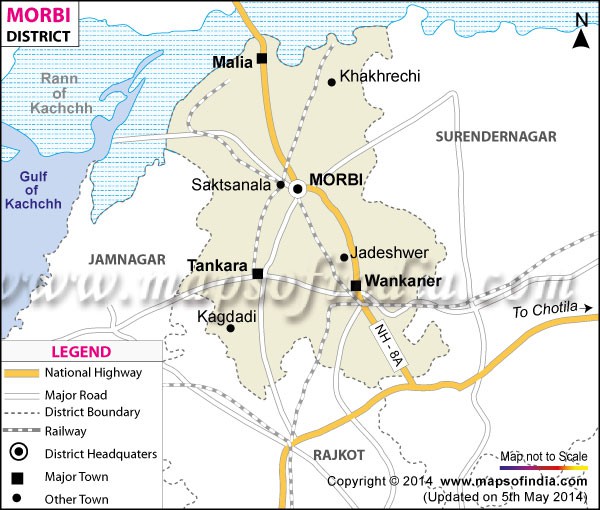 MORBI
DISTRICT
N
Malia
Khakhrechi
Rann
of
Kachchh
SURENDERNAGAR
Gulf
of
Kachchh
Saktsanala
MORBI
JAMNAGAR
Jadeshwer
Tankara
Wankaner
www.mapsofindia.com
To Chotila
Kagdadi
NH - 8A
LEGEND
National Highway
Major Road
District Boundary
Railway
District Headquaters
Major Town
Other Town
RAJKOT
Map not to Scale
Copyright © 2014 www.mapsofindia.com
(Updated on 5th May 2014)